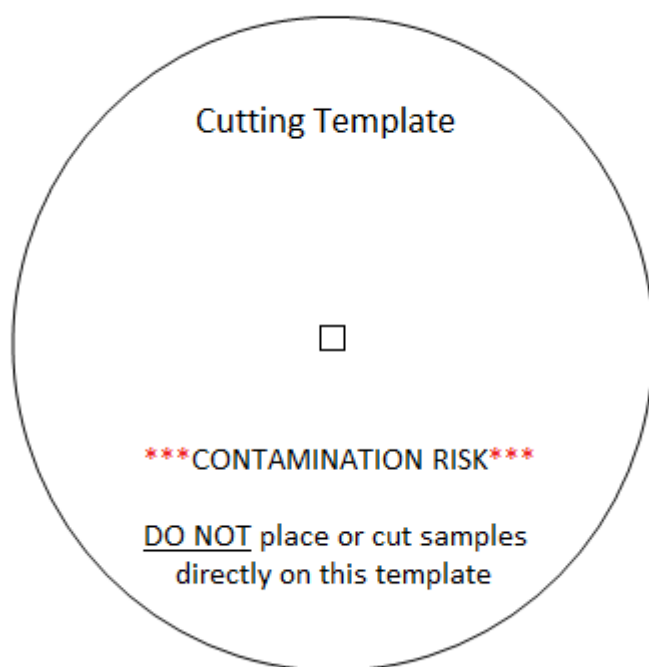 Cutting Template
***CONTAMINATION RISK***
DO NOT place or cut samples
directly on this template